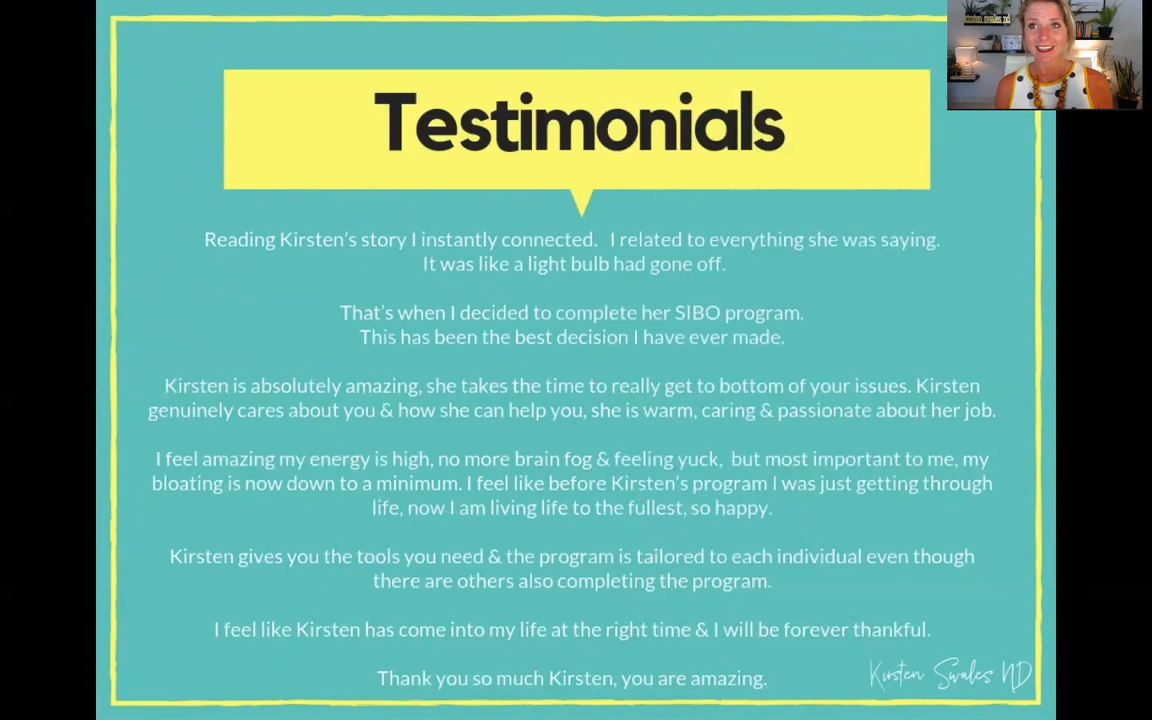 kirsten swales nd
Testimonials
Reading Kirsten's story I instantly connected.  I related to everything she was saying.
It was like a light bulb had gone off.
That's when I decided to complete her SIBO program.
This has been the best decision I have ever made.
Kirsten is absolutely amazing, she takes the time to really get to bottom of your issues. Kirsten
genuinely cares about you & how she can help you, she is warm, caring & passionate about her job.
I feel amazing my energy is high, no more brain fog & feeling yuck,  but most important to me, my
bloating is now down to a minimum. I feel like before Kirsten's program I was just getting through
life, now I am living life to the fullest, so happy.
Kirsten gives you the tools you need & the program is tailored to each individual even though
there are others also completing the program.
I feel like Kirsten has come into my life at the right time & I will be forever thankful.
Thank you so much Kirsten, you are amazing.
Kirsten Swales ND